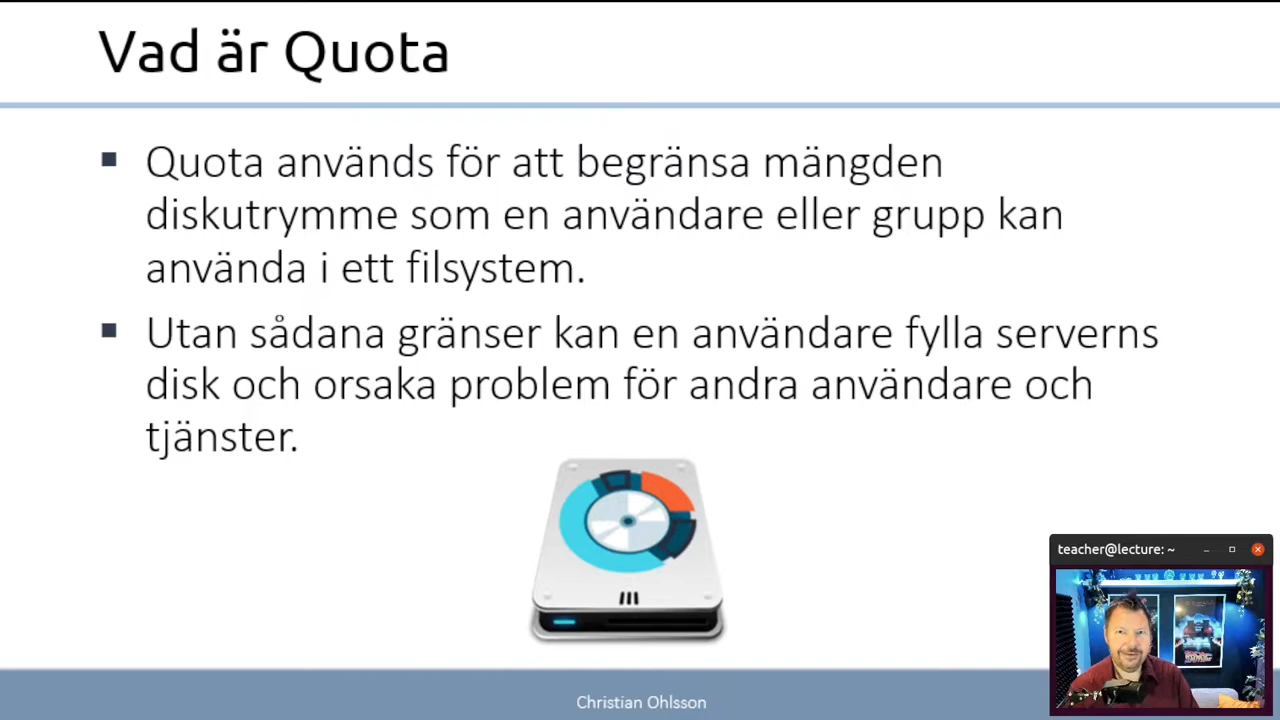 Vad är Quota
Quota används för att begränsa mängden
diskutrymme som en användare eller grupp kan
använda i ett filsystem.
Utan sådana gränser kan en användare fylla serverns
disk och orsaka problem för andra användare och
tjänster.
teacher@lecture: ~
Christian Ohlsson